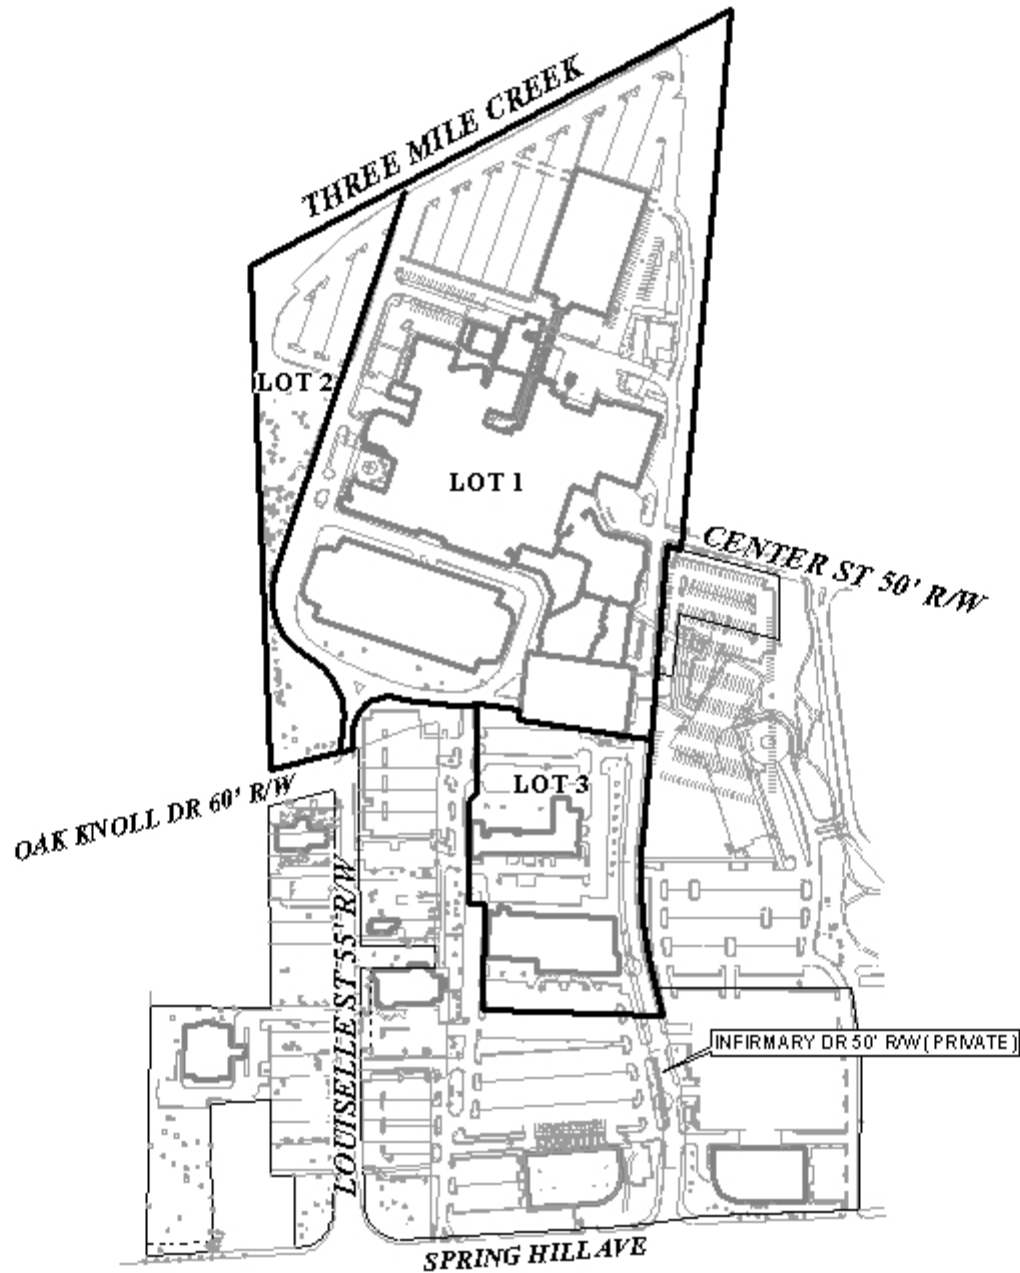 THREE MILE CREEK
LOT 2
LOT 1
CENTER ST 50' R/W
LOT 3
OAK KNOLL DR 60' R/W
LOUISELLE ST 55' R/W
INFIRMARY DR 50' R/W ( PRIVATE )
SPRING HILL AVE